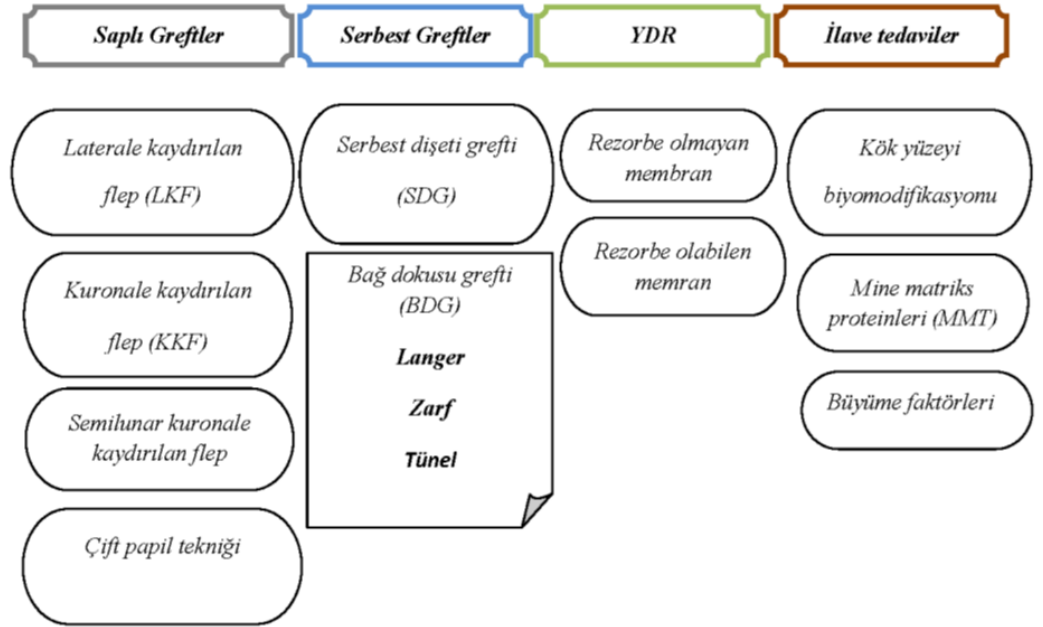 Saplı Greftler
Serbest Greftler
YDR
İlave tedaviler
Laterale kaydırılan
flep (LKF)
Kuronale kaydırılan
flep (KKF)
Semilunar kuronale
kaydırılan flep
Çift papil tekniği
Serbest dişeti grefti
(SDG)
Bağ dokusu grefti
(BDG)
Langer
Zarf
Tünel
Rezorbe olmayan
membran
Rezorbe olabilen
memran
Kök yüzeyi
biyomodifikasyonu
Mine matriks
proteinleri (MMT)
Büyüme faktörleri